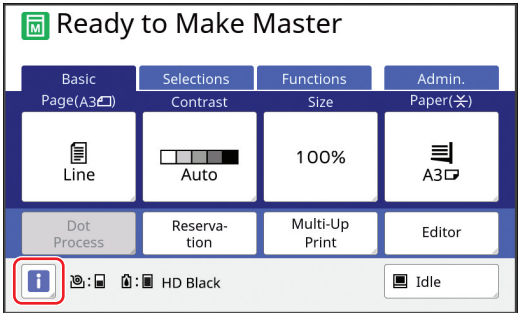 M Ready to Make Master
Basic Selections Functions Admin.
Page(A3) Contrast Size Paper( )
Line Auto 100% A3
Dot Process
Reserva-
tion
Multi-Up
Print
Editor
i : : HD Black Idle